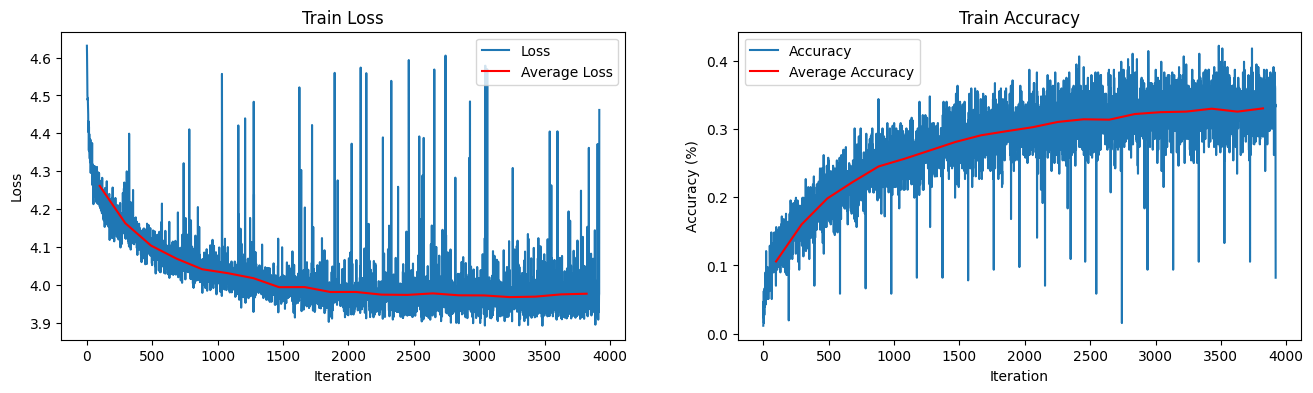 Train Loss
Loss
Average Loss
4.6
4.5
4.4
4.3
4.2
4.1
4.0
3.9
Loss
0 500 1000 1500 2000 2500 3000 3500 4000
Iteration
Train Accuracy
Accuracy
Average Accuracy
0.4
0.3
0.2
0.1
0.0
Accuracy (%)
0 500 1000 1500 2000 2500 3000 3500 4000
Iteration